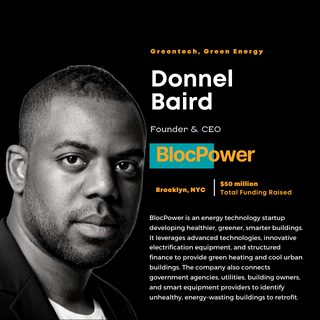 Greentech, Green Energy
Donnel
Baird
Founder & CEO
BlocPower
Brooklyn, NYC
$50 million
Total Funding Raised
BlocPower is an energy technology startup
developing healthier, greener, smarter buildings.
It leverages advanced technologies, innovative
electrification equipment, and structured
finance to provide green heating and cool urban
buildings. The company also connects
government agencies, utilities, building owners,
and smart equipment providers to identify
unhealthy, energy-wasting buildings to retrofit.